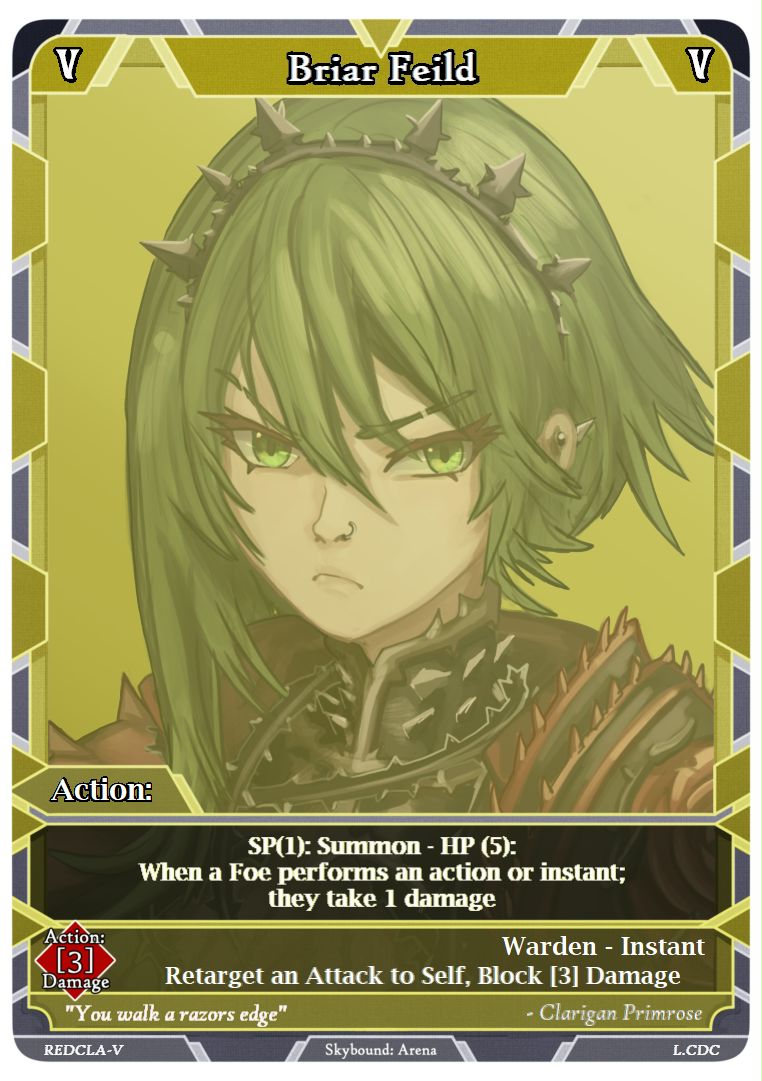 V Briar Feild V
Action:
SP(1): Summon - HP (5):
When a Foe performs an action or instant;
they take 1 damage
Action:
[3]
Damage
Warden - Instant
Retarget an Attack to Self, Block [3] Damage
"You walk a razors edge" - Clarigan Primrose
REDCLA-V Skybound: Arena L.CDC